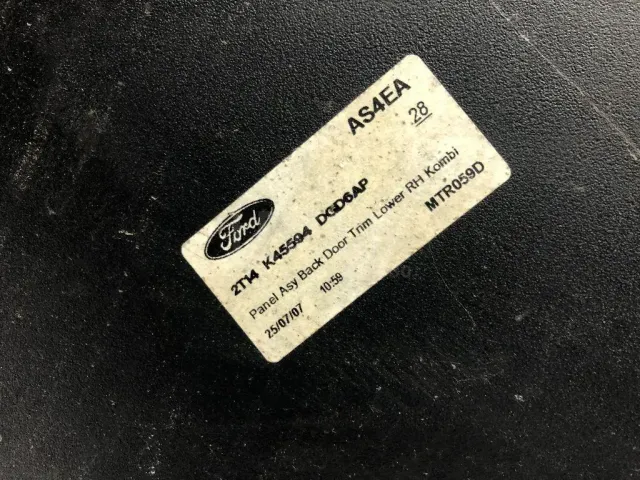 AS4EA
28
Ford
2T14 K45594 DGD6AP
Panel Asy Back Door Trim Lower RH Kombi
25/07/07 10:59
MTR059D